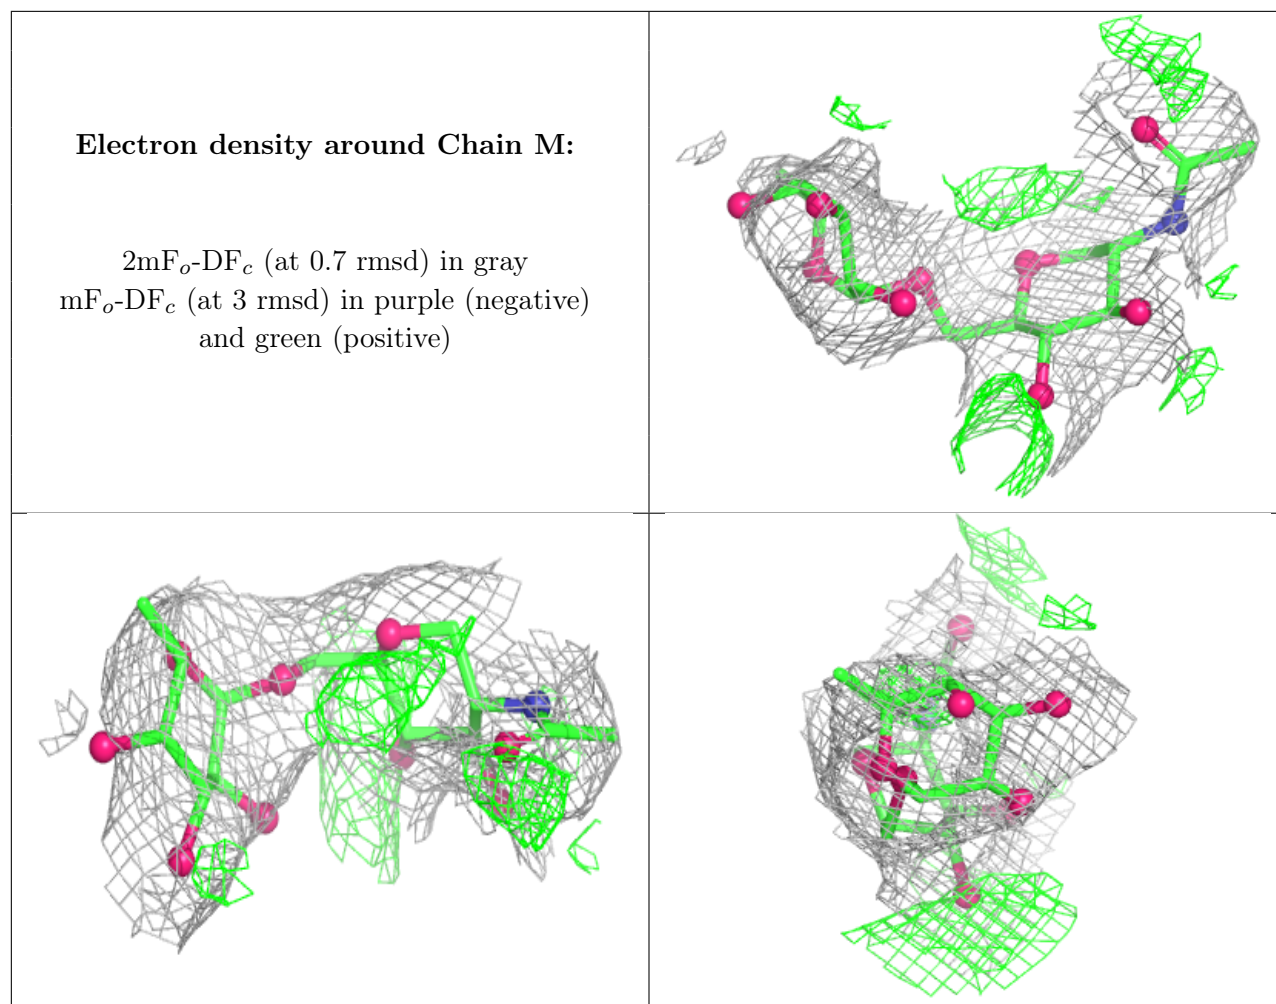 Electron density around Chain M:
2mFo-DFc (at 0.7 rmsd) in gray
mFo-DFc (at 3 rmsd) in purple (negative)
and green (positive)